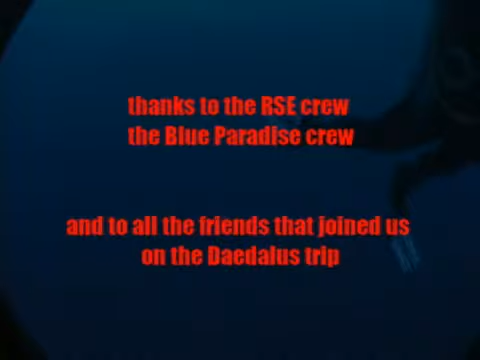 thanks to the RSE crew
the Blue Paradise crew
and to all the friends that joined us
on the Daedalus trip